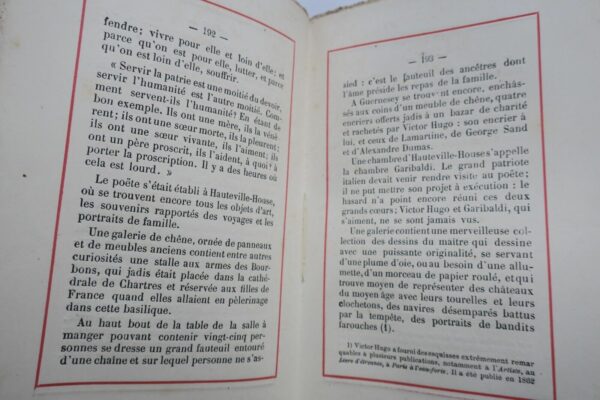 — 192 —
fendre; vivre pour elle et loin d'elle; et
parce qu'on est pour elle, lutter, et parce
qu'on est loin d'elle, souffrir.
« Servir la patrie est une moitié du devoir,
servir l'humanité est l'autre moitié. Com-
ment servent-ils l'humanité? En étant de
bon exemple. Ils ont une mère, ils la vénè-
rent; ils ont une sœur morte, ils la pleurent;
ils ont une sœur vivante, ils l'aiment; ils
ont un père proscrit, ils l'aident, à quoi? à
porter la proscription. Il y a des heures où
cela est lourd. »
Le poëte s'était établi à Hauteville-House,
où se trouvent encore tous les objets d'art,
les souvenirs rapportés des voyages et les
portraits de famille.
Une galerie de chêne, ornée de panneaux
et de meubles anciens contient entre autres
curiosités une stalle aux armes des Bour-
bons, qui jadis était placée dans la cathé-
drale de Chartres et réservée aux filles de
France quand elles allaient en pèlerinage
dans cette basilique.
Au haut bout de la table de la salle à
manger pouvant contenir vingt-cinq per-
sonnes se dresse un grand fauteuil entouré
d'une chaîne et sur lequel personne ne s'as-
— 193 —
sied : c'est le fauteuil des ancêtres dont
l'âme préside les repas de la famille.
A Guernesey se trouvent encore, enchâs-
sés aux coins d'un meuble de chêne, quatre
encriers offerts jadis à un bazar de charité
et rachetés par Victor Hugo : son encrier à
lui, et ceux de Lamartine, de George Sand
et d'Alexandre Dumas.
Une chambre d'Hauteville-House s'appelle
la chambre Garibaldi. Le grand patriote
italien devait venir rendre visite au poëte;
il ne put mettre son projet à exécution : le
hasard n'a point encore réuni ces deux
grands cœurs; Victor Hugo et Garibaldi, qui
s'aiment, ne se sont jamais vus.
Une galerie contient une merveilleuse col-
lection des dessins du maître qui dessine
avec une puissante originalité, se servant
d'une plume d'oie, ou au besoin d'une allu-
mette, d'un morceau de papier roulé, et qui
trouve moyen de représenter des châteaux
du moyen âge avec leurs tourelles et leurs
clochetons, des navires désemparés battus
par la tempête, des portraits de bandits
farouches (1).
1) Victor Hugo a fourni des esquisses extrêmement remar
quables à plusieurs publications, notamment à l'Artiste, au
Livre d'étrennes, à Paris à l'eau-forte. Il a été publié en 1862